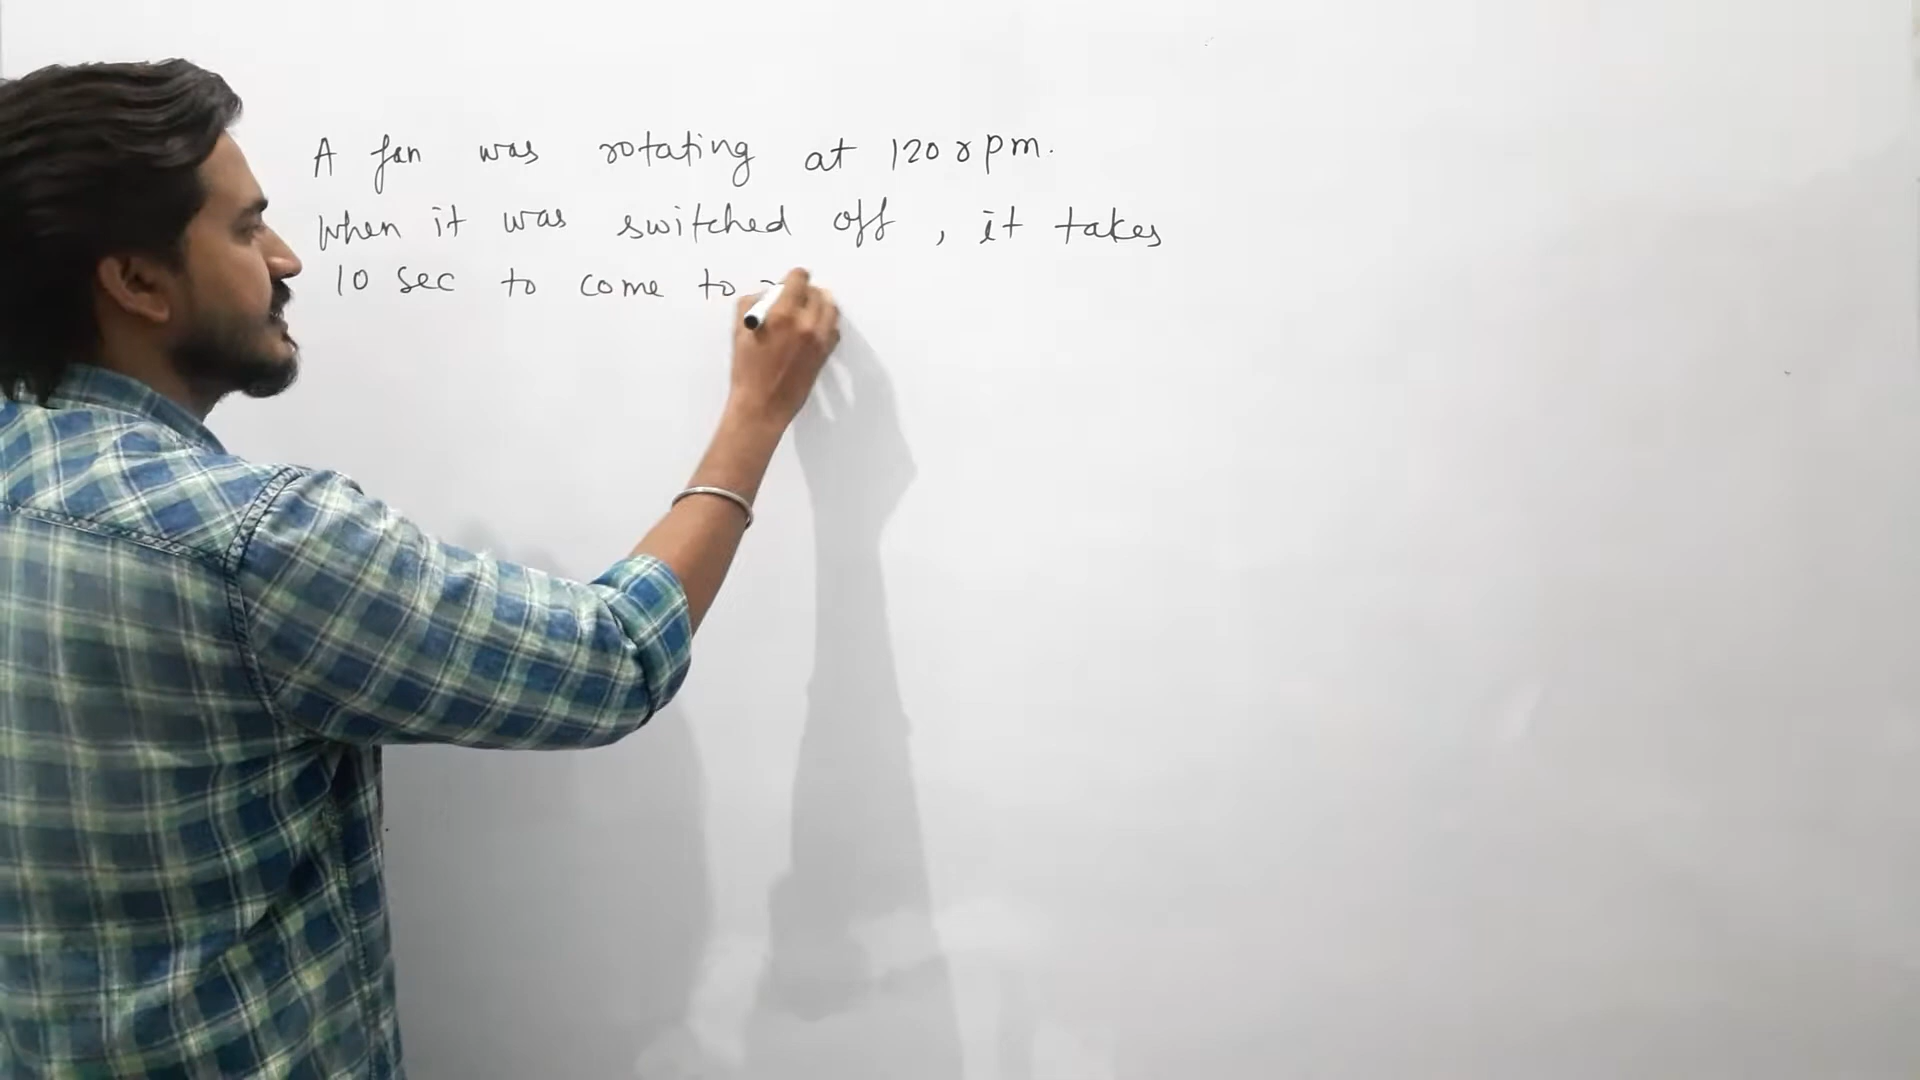 A fan was rotating at 120 rpm.
When it was switched off, it takes
10 sec to come to